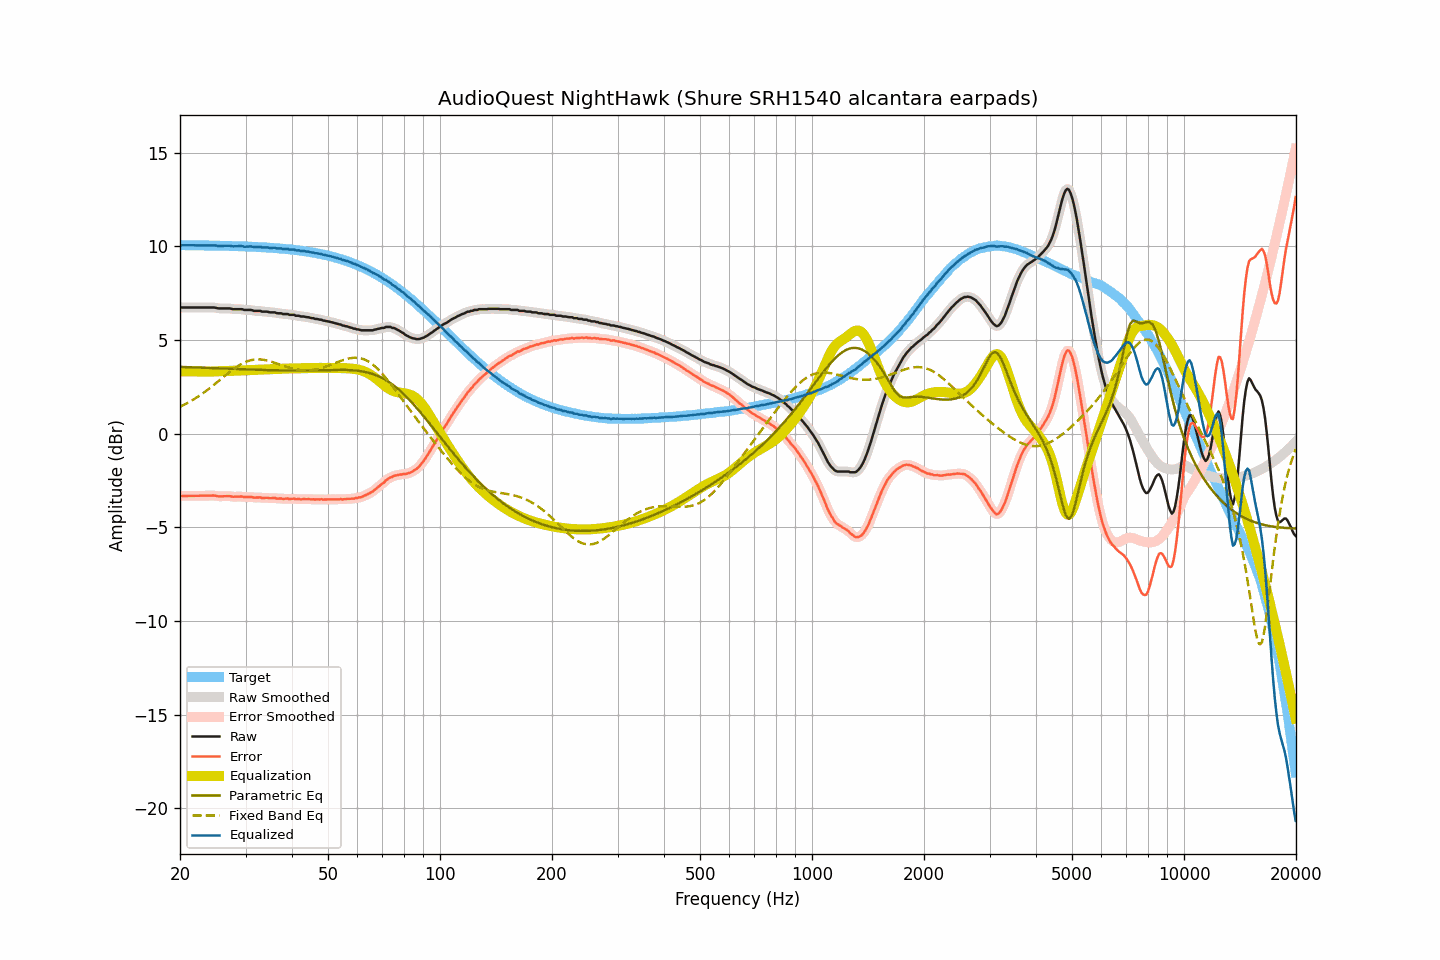 AudioQuest NightHawk (Shure SRH1540 alcantara earpads)
Amplitude (dBr)
15
10
5
0
−5
−10
−15
−20
Target
Raw Smoothed
Error Smoothed
Raw
Error
Equalization
Parametric Eq
Fixed Band Eq
Equalized
20 50 100 200 500 1000 2000 5000 10000 20000
Frequency (Hz)